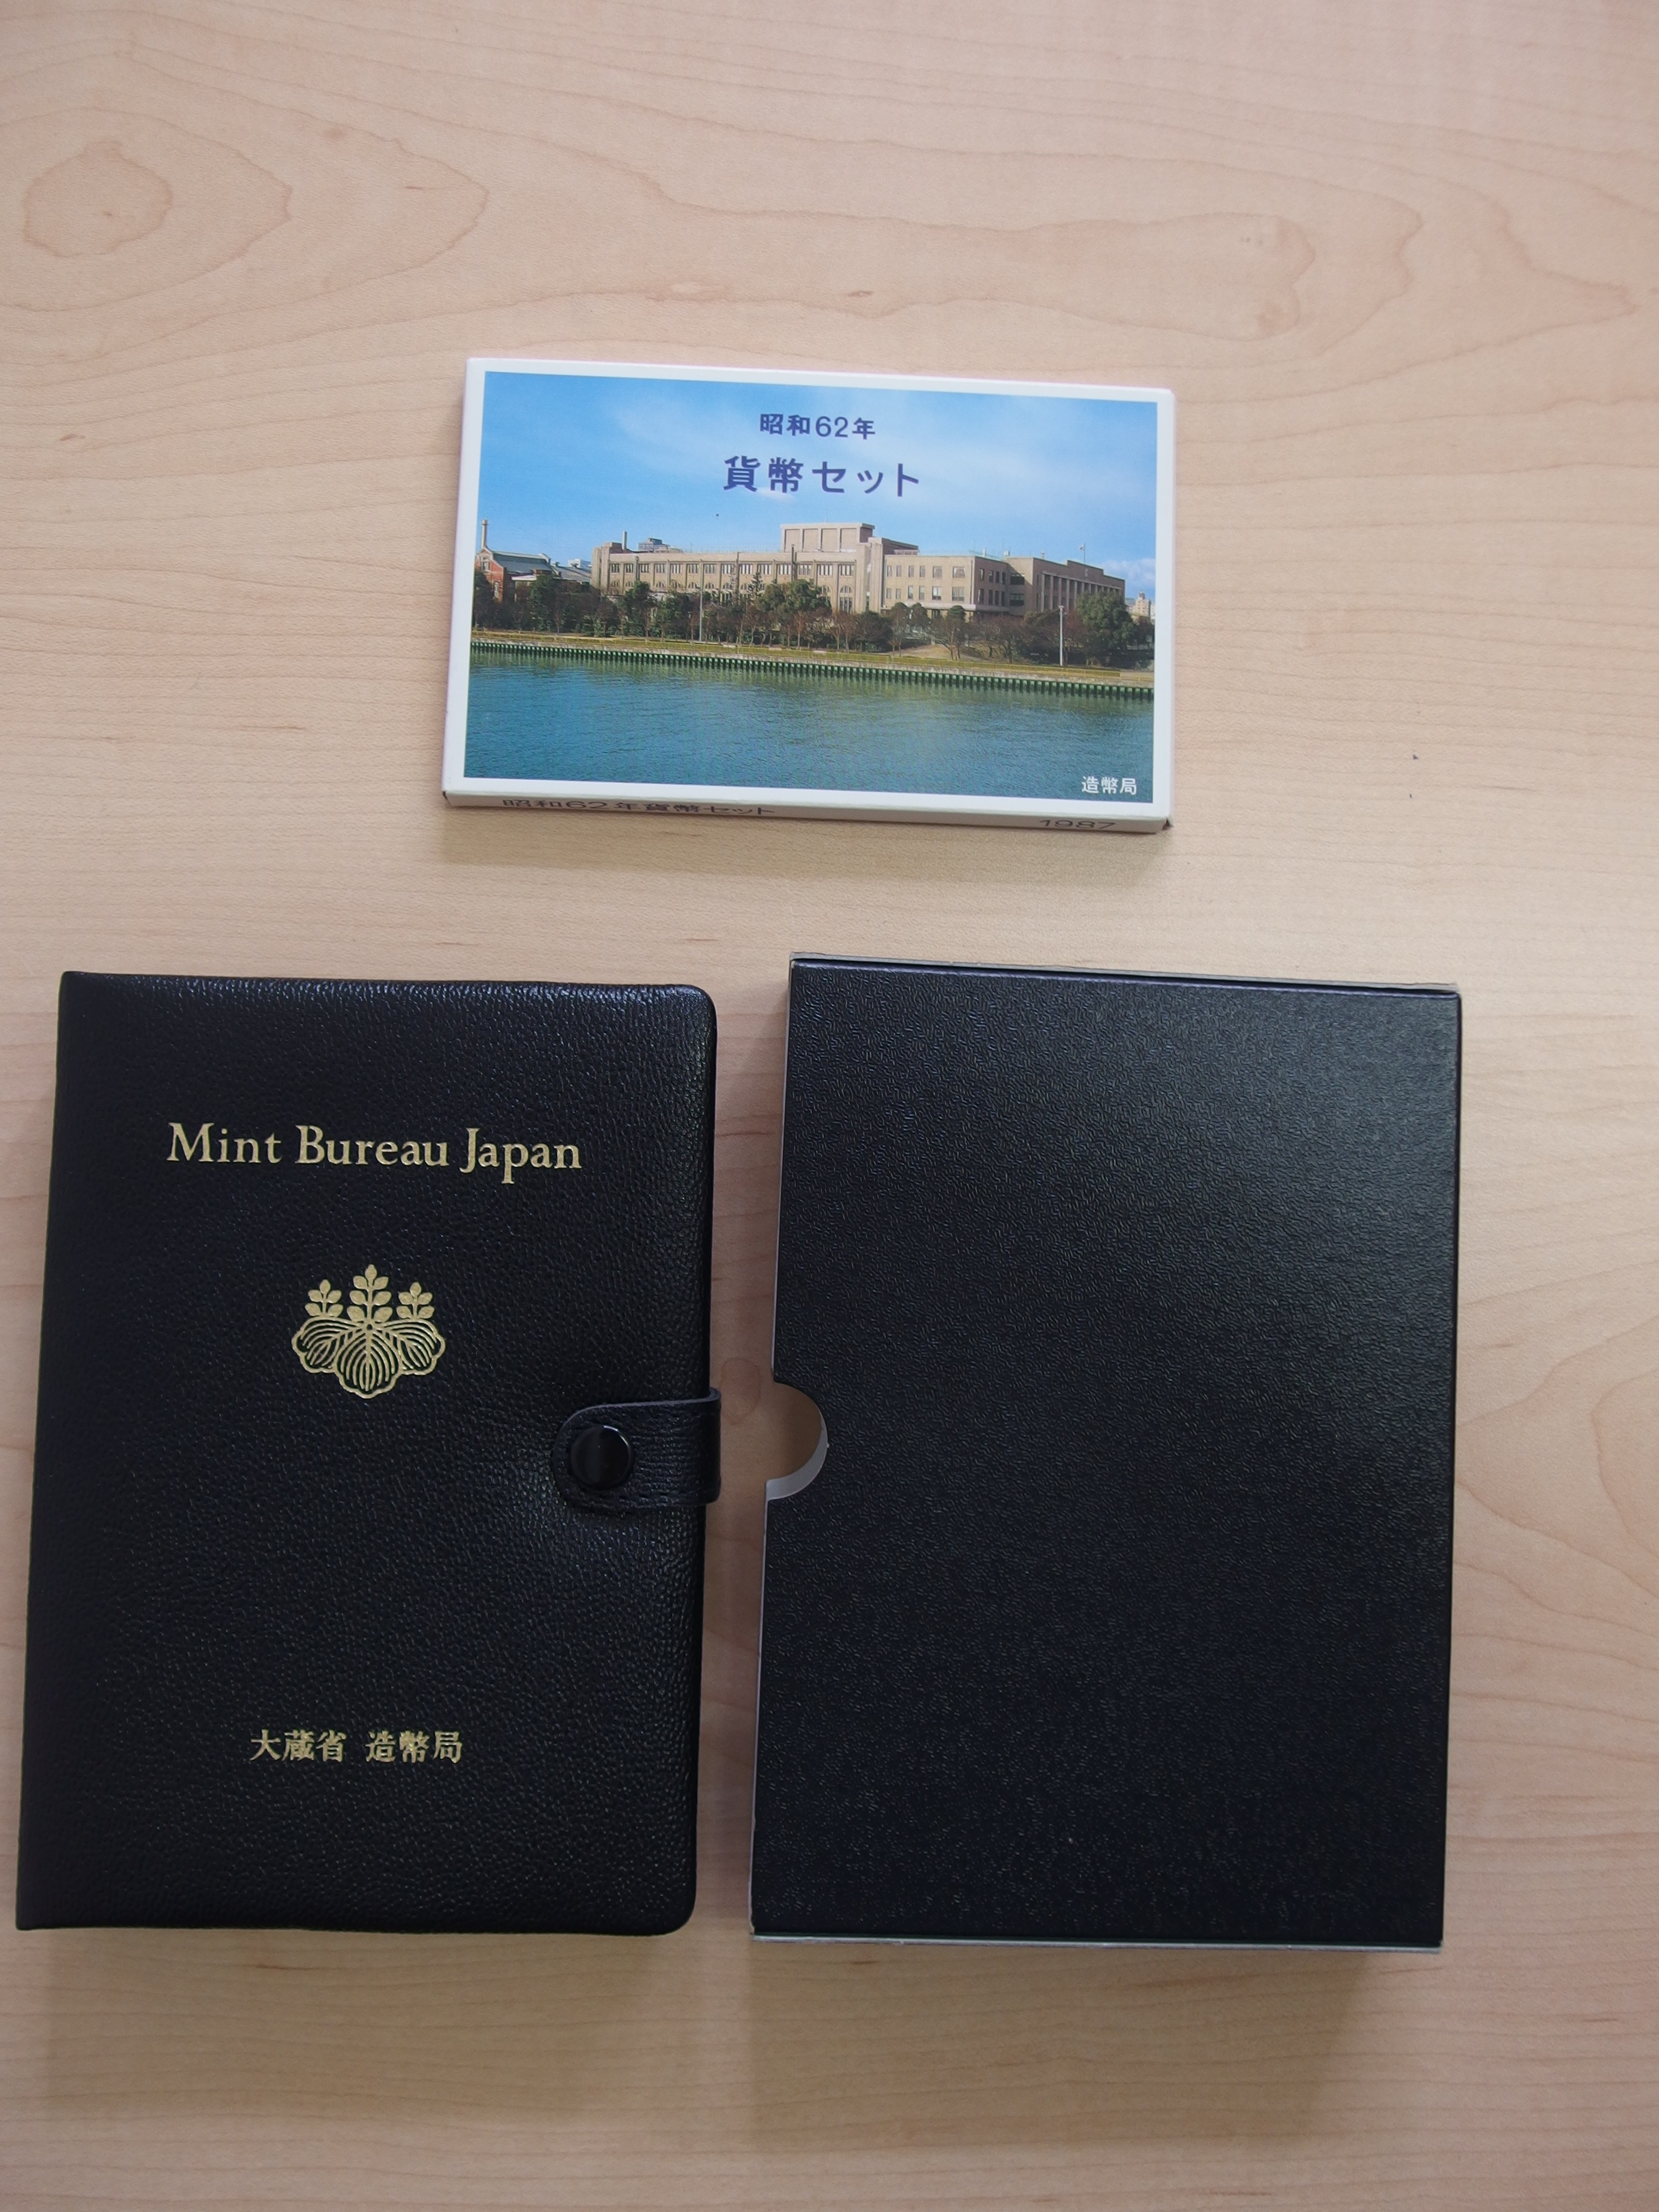 昭和62年
貨幣セット
造幣局
昭和62年貨幣セット 1987
Mint Bureau Japan
大蔵省 造幣局